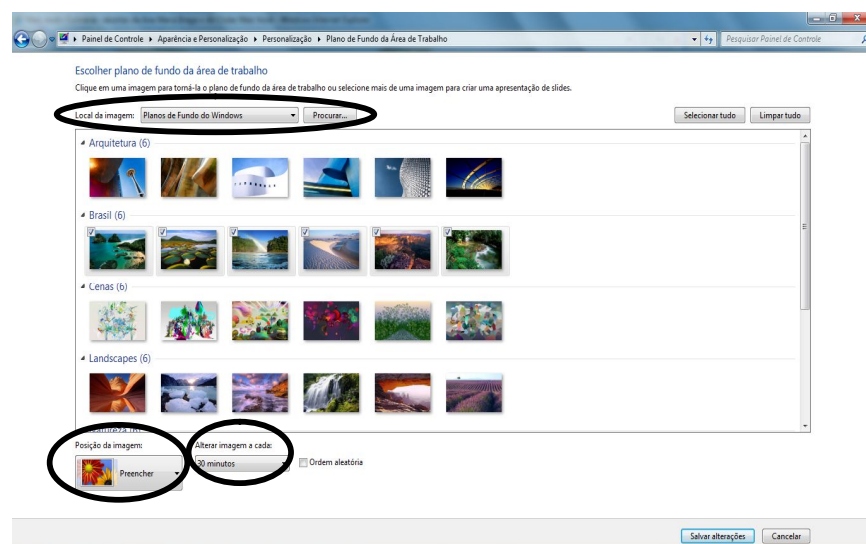 Painel de Controle ▸ Aparência e Personalização ▸ Personalização ▸ Plano de Fundo da Área de Trabalho
Pesquisar Painel de Controle
Escolher plano de fundo da área de trabalho
Clique em uma imagem para torná-la o plano de fundo da área de trabalho ou selecione mais de uma imagem para criar uma apresentação de slides.
Local da imagem: Planos de Fundo do Windows Procurar... Selecionar tudo Limpar tudo
Arquitetura (6)
Brasil (6)
Cenas (6)
Landscapes (6)
Posição da imagem: Alterar imagem a cada:
Preencher 30 minutos Ordem aleatória
Salvar alterações Cancelar